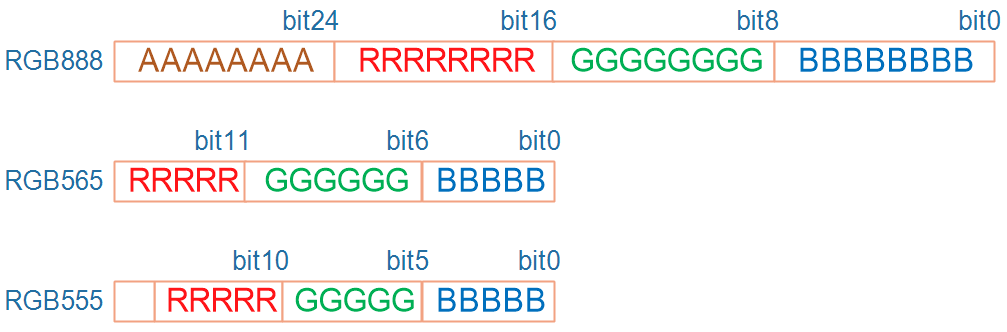 bit24 bit16 bit8 bit0
RGB888 AAAAAAAA RRRRRRRR GGGGGGGG BBBBBBBB
bit11 bit6 bit0
RGB565 RRRRR GGGGGG BBBBB
bit10 bit5 bit0
RGB555 RRRRR GGGGG BBBBB